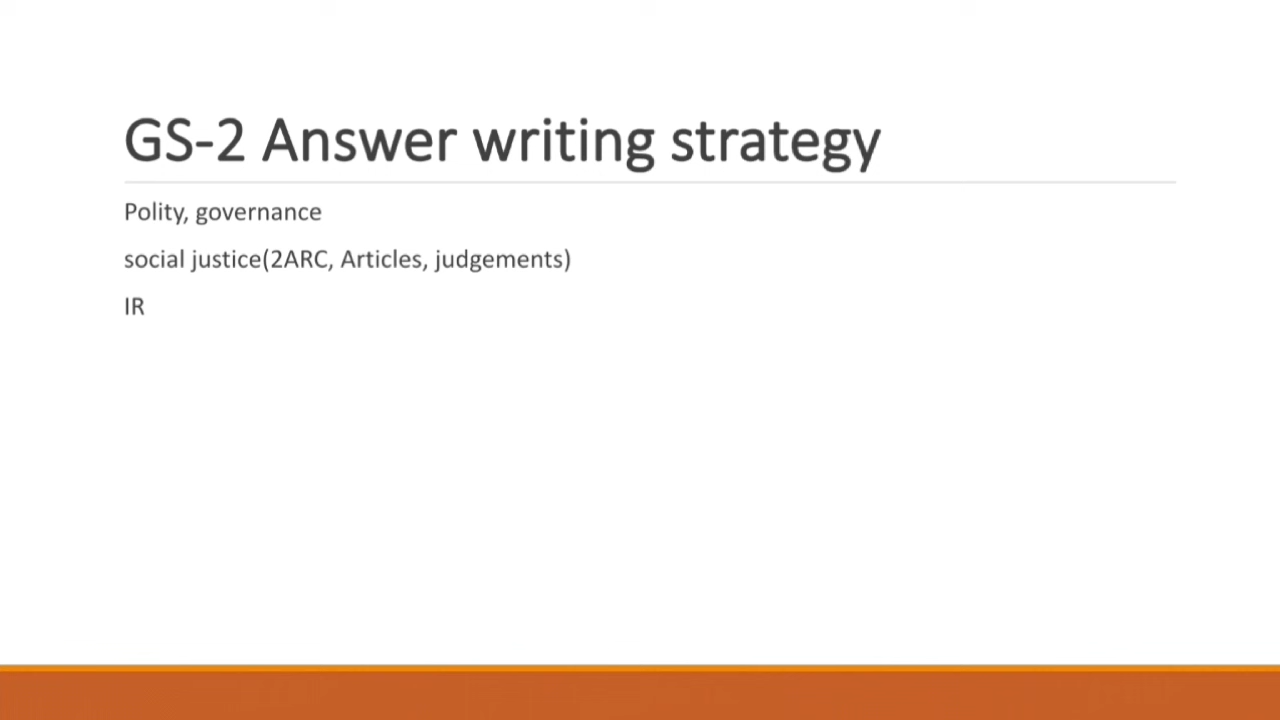 GS-2 Answer writing strategy
Polity, governance
social justice(2ARC, Articles, judgements)
IR